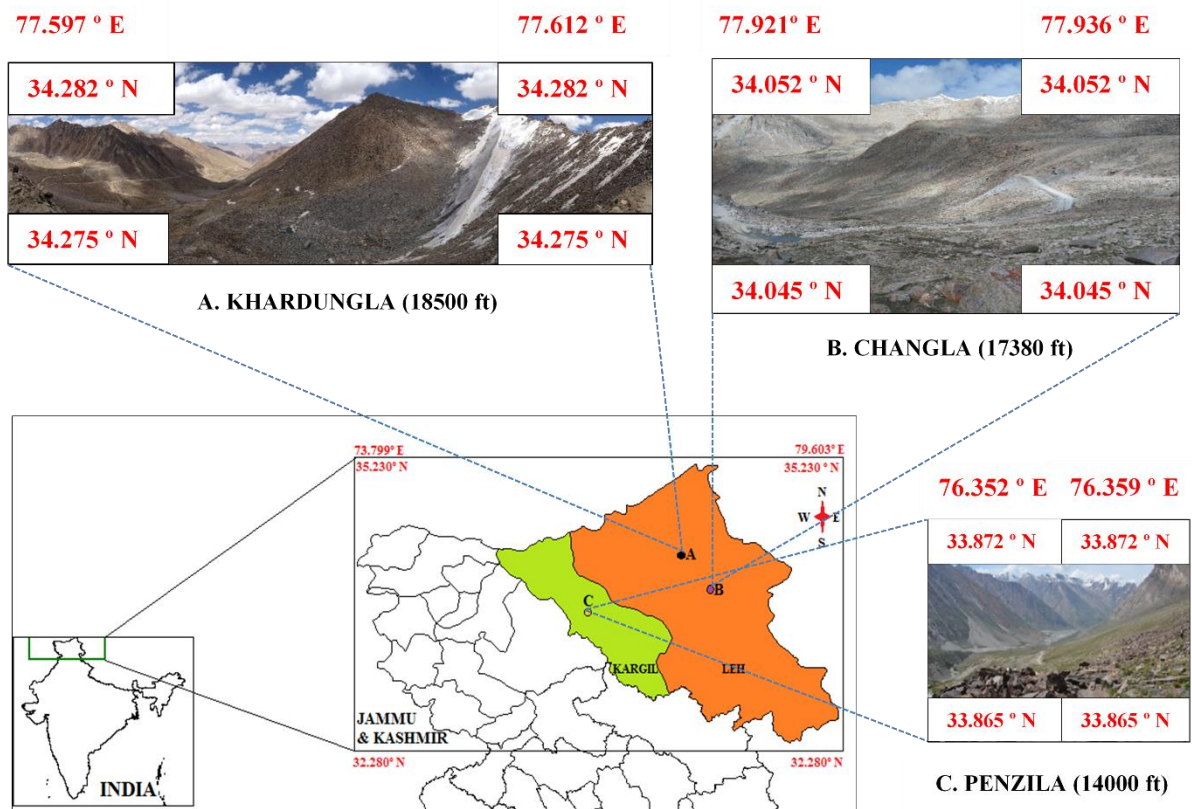 77.597 º E 77.612 º E
34.282 º N 34.282 º N
34.275 º N 34.275 º N
A. KHARDUNGLA (18500 ft)
77.921º E 77.936 º E
34.052 º N 34.052 º N
34.045 º N 34.045 º N
B. CHANGLA (17380 ft)
73.799º E 79.603º E
35.230º N 35.230º N
N
W E
S
A
B
C
KARGIL LEH
JAMMU
& KASHMIR
32.280º N 32.280º N
INDIA
76.352 º E 76.359 º E
33.872 º N 33.872 º N
33.865 º N 33.865 º N
C. PENZILA (14000 ft)